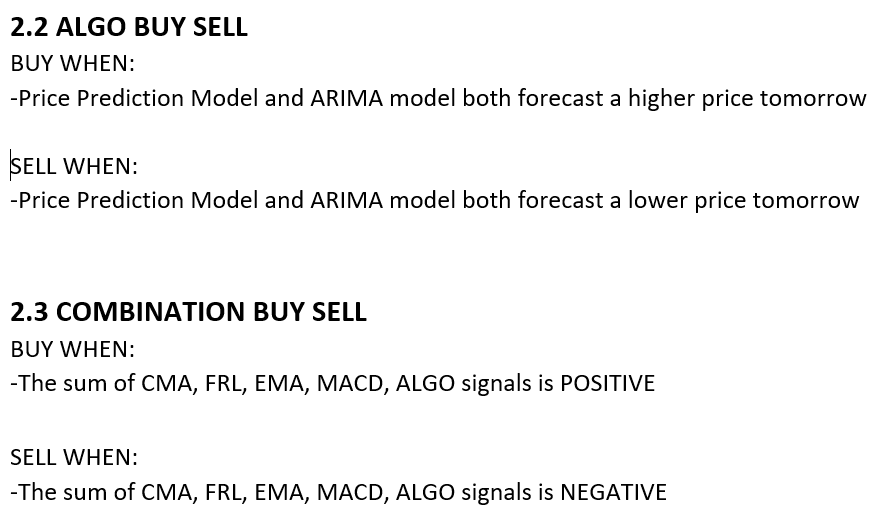 2.2 ALGO BUY SELL
BUY WHEN:
-Price Prediction Model and ARIMA model both forecast a higher price tomorrow
SELL WHEN:
-Price Prediction Model and ARIMA model both forecast a lower price tomorrow
2.3 COMBINATION BUY SELL
BUY WHEN:
-The sum of CMA, FRL, EMA, MACD, ALGO signals is POSITIVE
SELL WHEN:
-The sum of CMA, FRL, EMA, MACD, ALGO signals is NEGATIVE